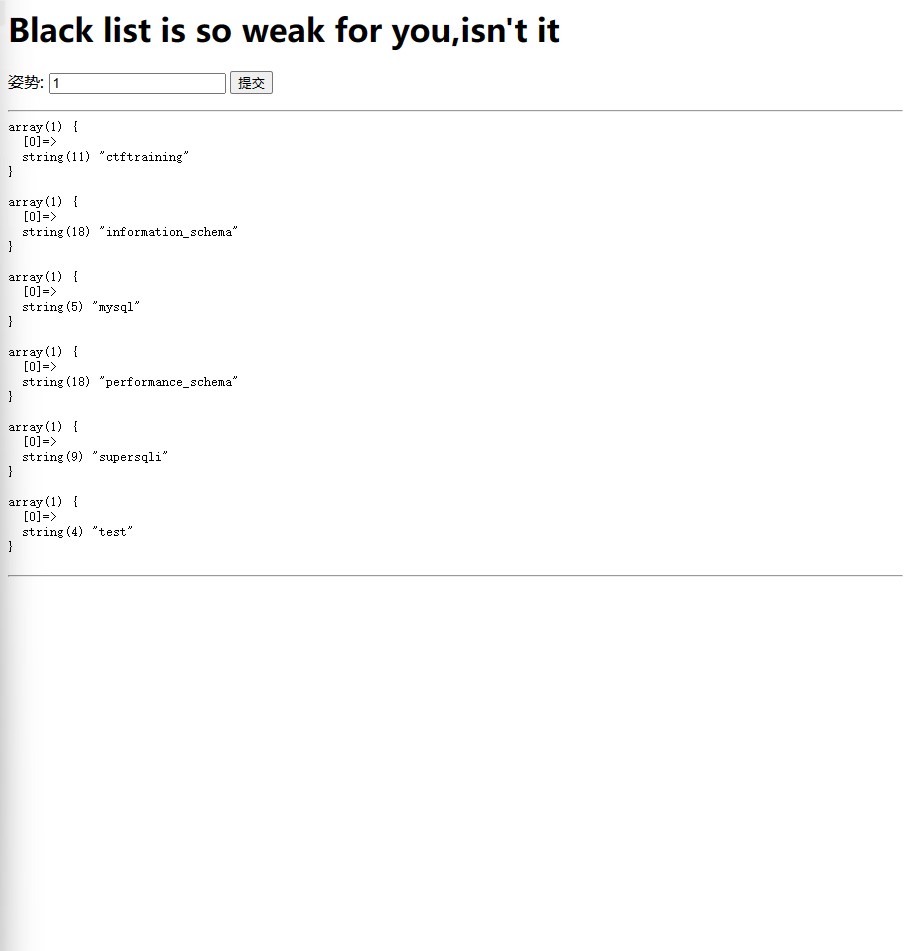 Black list is so weak for you,isn't it
姿势: 1 提交
array(1) {
  [0]=>
  string(11) "ctftraining"
}
array(1) {
  [0]=>
  string(18) "information_schema"
}
array(1) {
  [0]=>
  string(5) "mysql"
}
array(1) {
  [0]=>
  string(18) "performance_schema"
}
array(1) {
  [0]=>
  string(9) "supersqli"
}
array(1) {
  [0]=>
  string(4) "test"
}